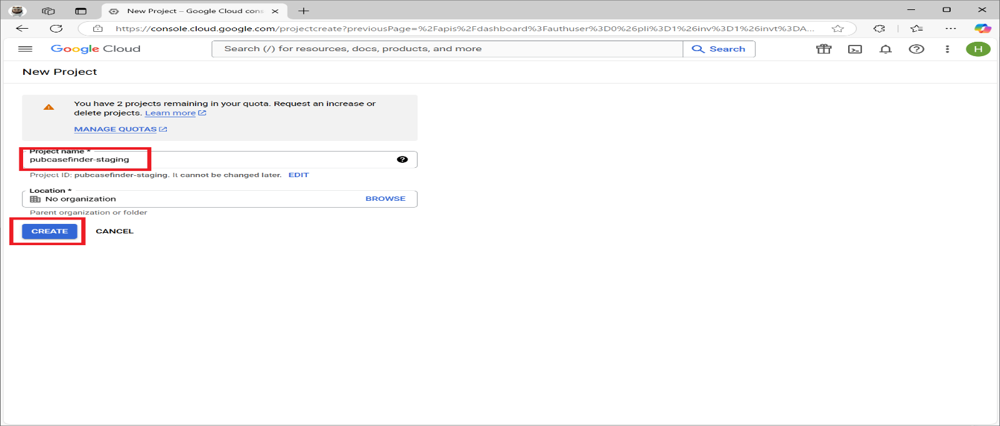 New Project – Google Cloud cons
https://console.cloud.google.com/projectcreate?previousPage=%2Fapis%2Fdashboard%3Fauthuser%3D0%26pli%3D1%26inv%3D1%26invt%3DA...
Google Cloud
Search (/) for resources, docs, products, and more
Search
H
New Project
You have 2 projects remaining in your quota. Request an increase or
delete projects. Learn more
MANAGE QUOTAS
Project name *
pubcasefinder-staging
Project ID: pubcasefinder-staging. It cannot be changed later. EDIT
Location *
No organization
BROWSE
Parent organization or folder
CREATE
CANCEL